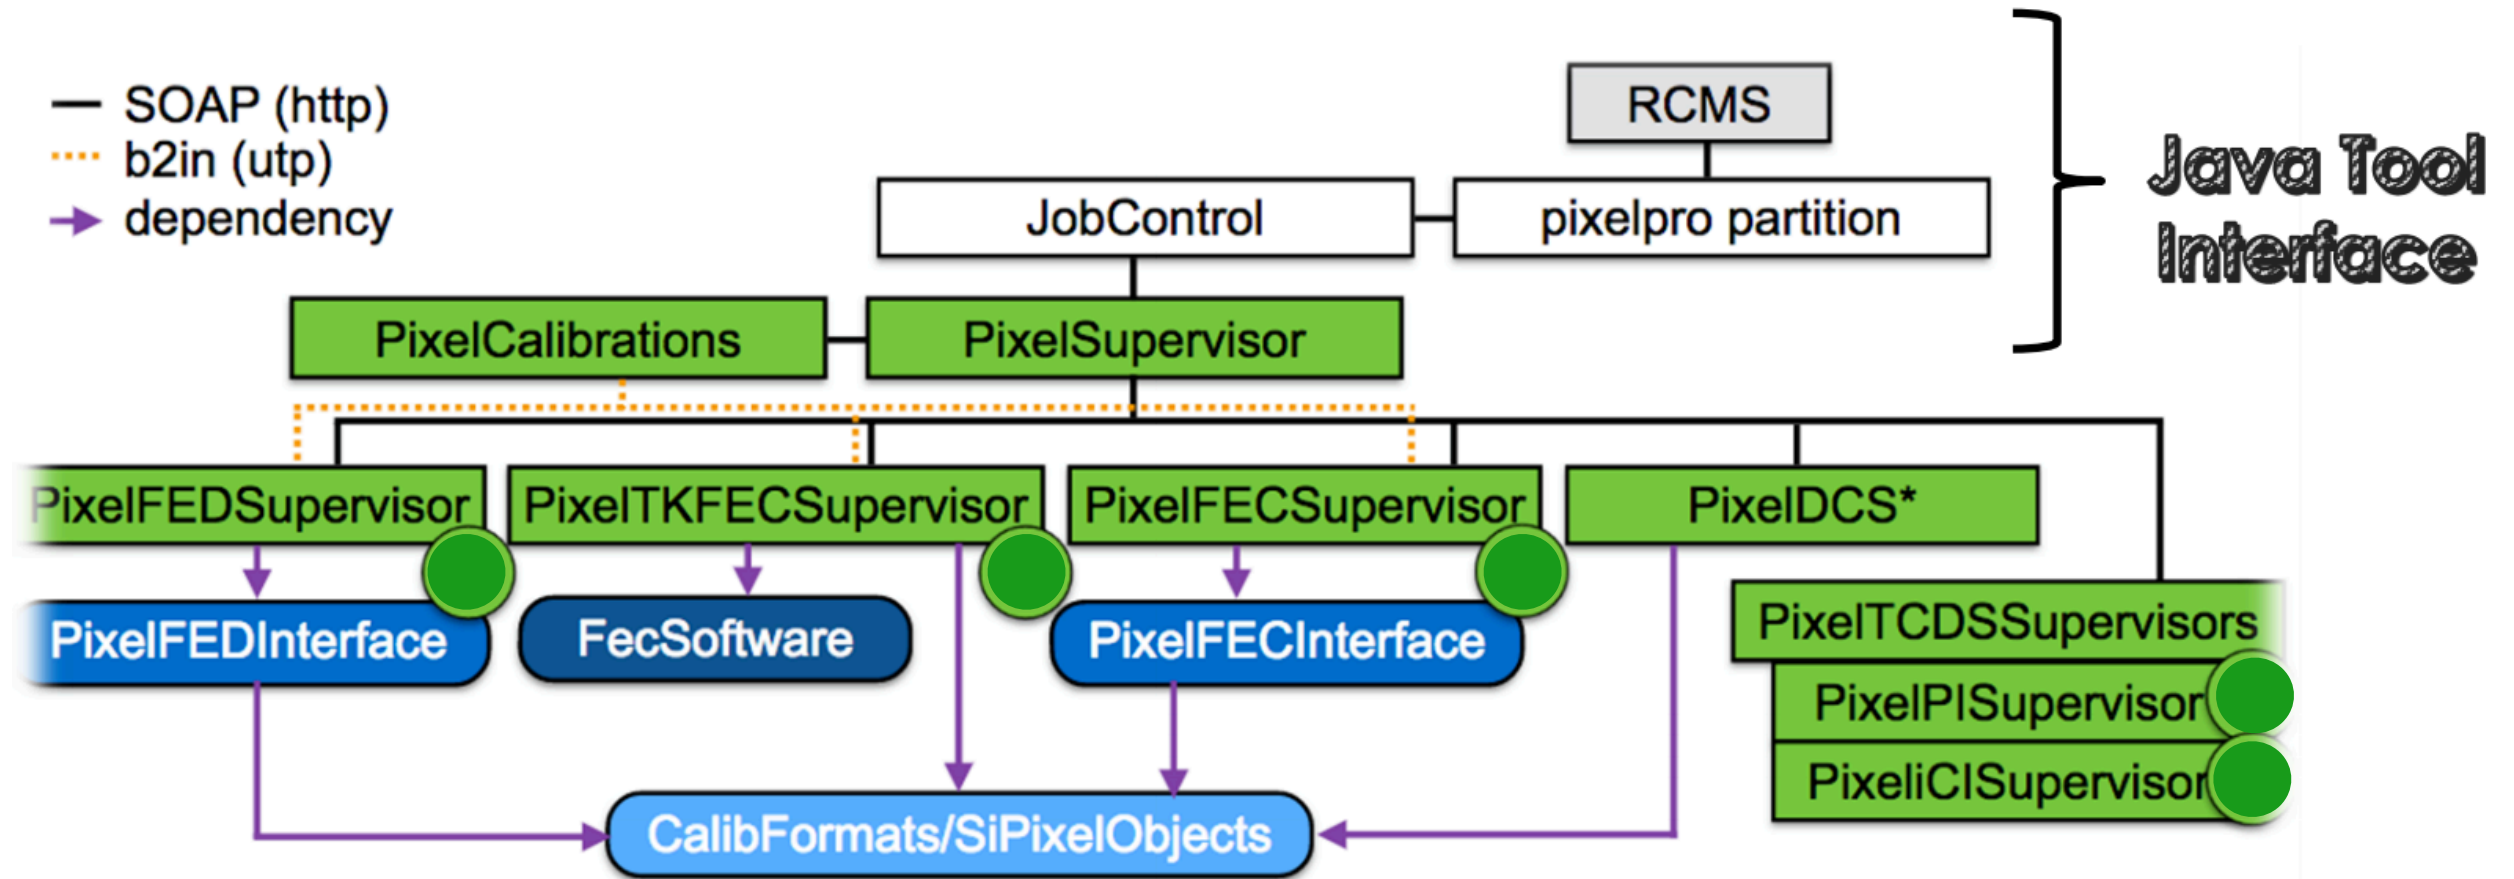 SOAP (http)
b2in (utp)
dependency
RCMS
JobControl
pixelpro partition
Java Tool
Interface
PixelCalibrations
PixelSupervisor
PixelFEDSupervisor
PixelTKFECSupervisor
PixelFECSupervisor
PixelDCS*
PixelFEDInterface
FecSoftware
PixelFECInterface
PixelTCDSSupervisors
PixelPISupervisor
PixeliCISupervisor
CalibFormats/SiPixelObjects